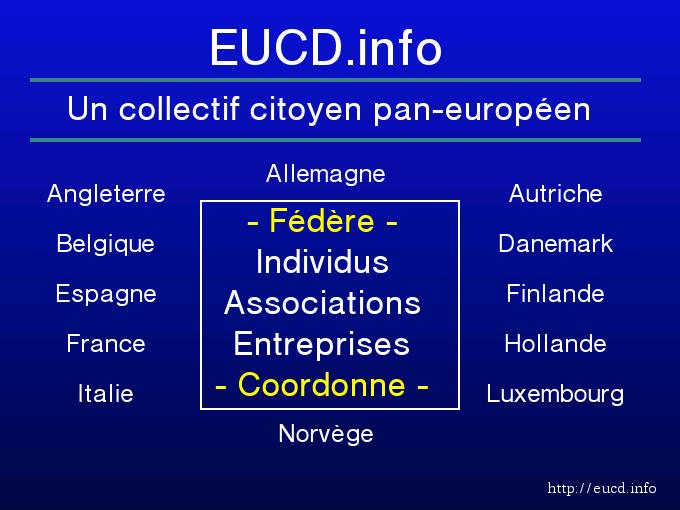 EUCD.info
Un collectif citoyen pan-européen
Allemagne
Angleterre
Belgique
Espagne
France
Italie
- Fédère -
Individus
Associations
Entreprises
- Coordonne -
Autriche
Danemark
Finlande
Hollande
Luxembourg
Norvège
http://eucd.info